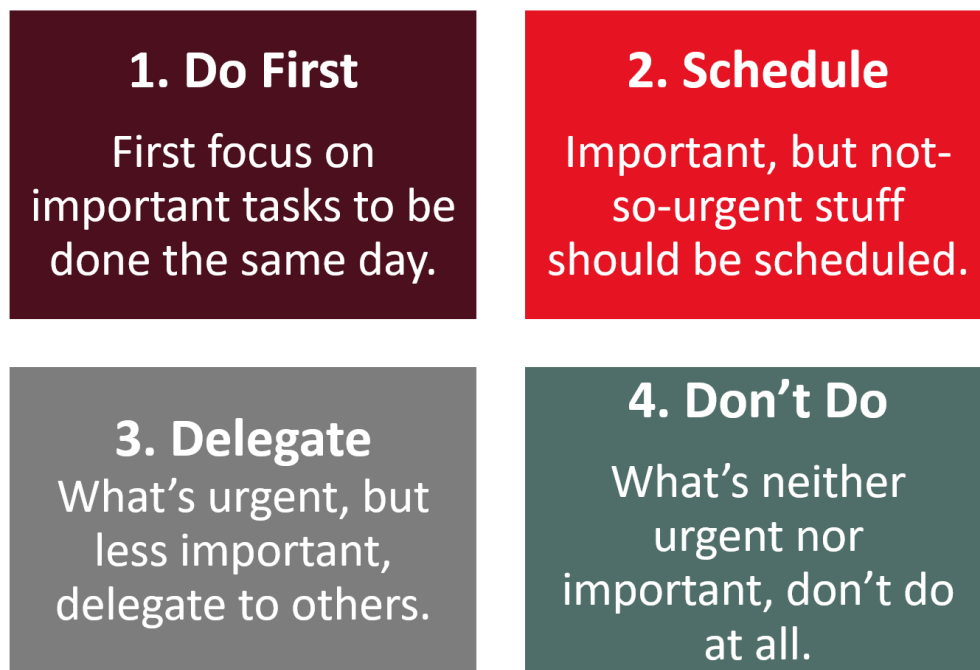 1. Do First
First focus on
important tasks to be
done the same day.
2. Schedule
Important, but not-
so-urgent stuff
should be scheduled.
3. Delegate
What’s urgent, but
less important,
delegate to others.
4. Don’t Do
What’s neither
urgent nor
important, don’t do
at all.